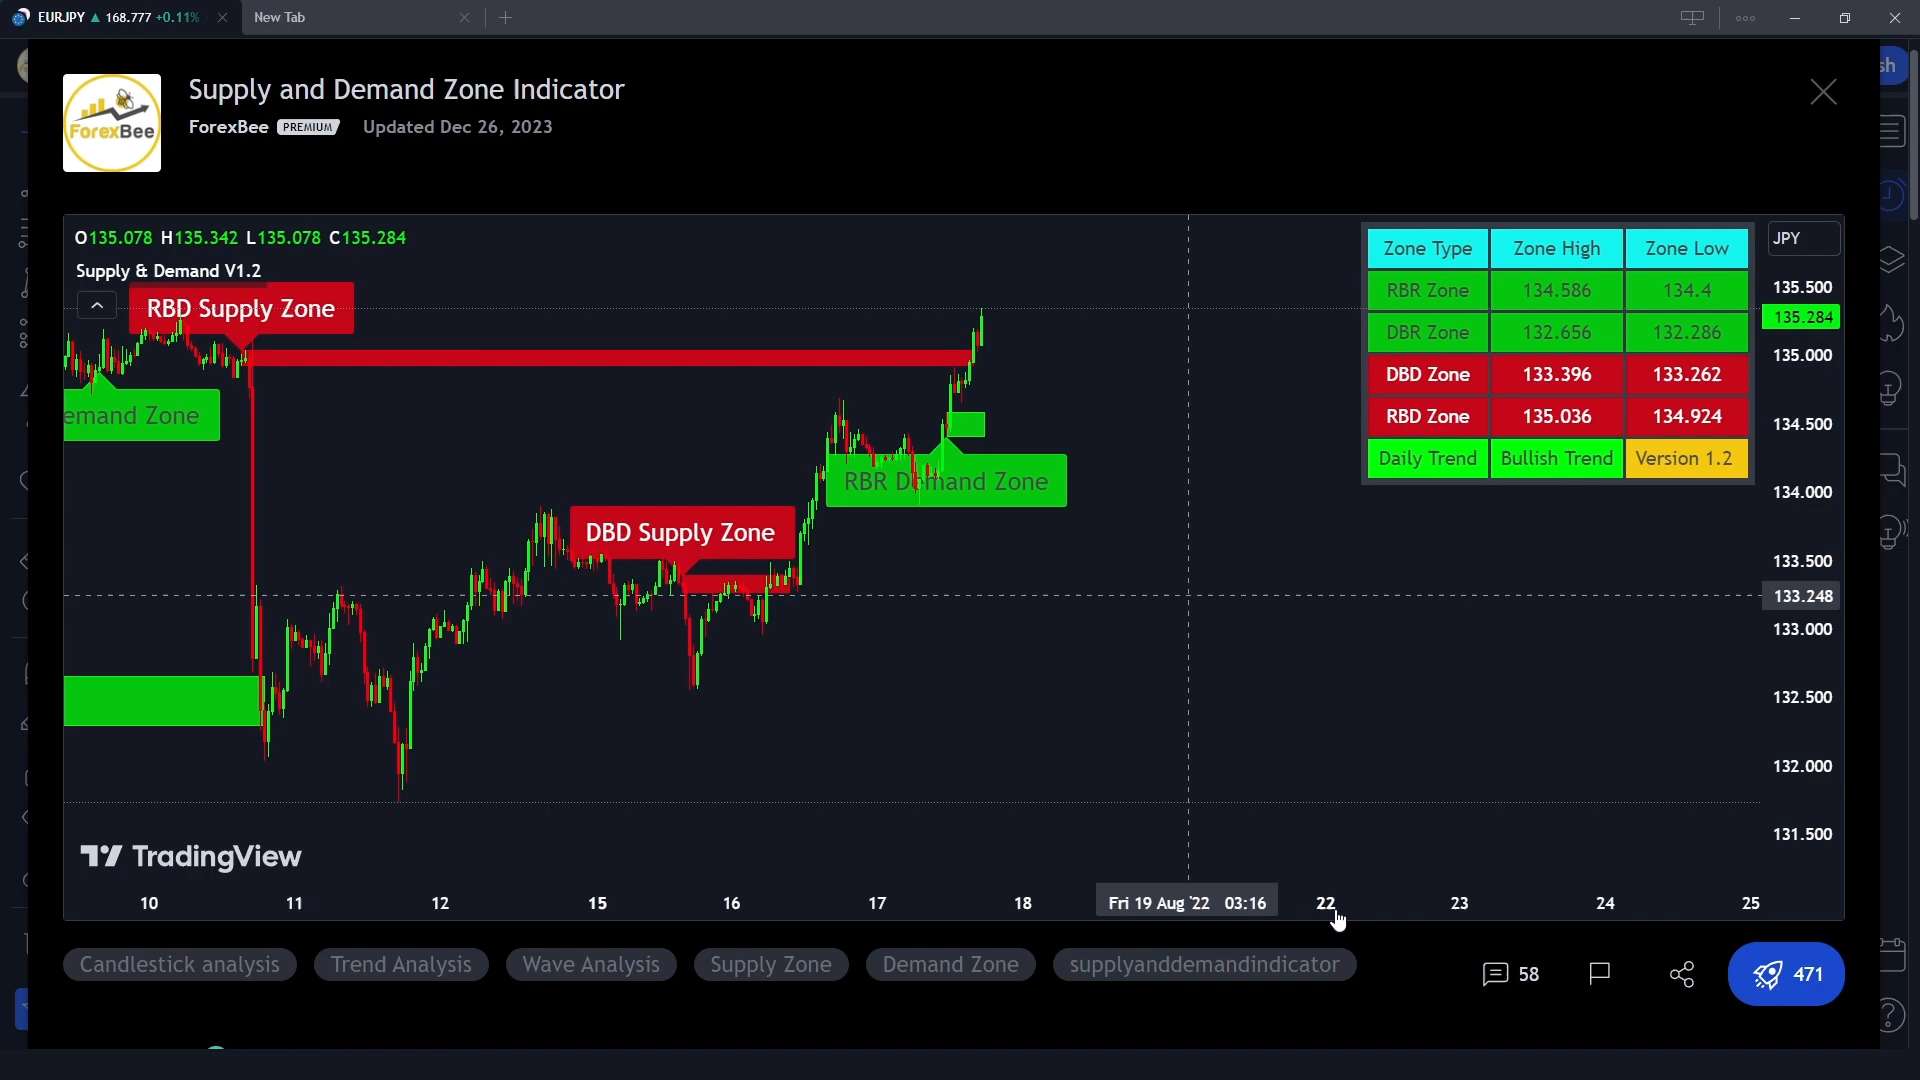 EURJPY ▲ 168.777 +0.11%
New Tab
Supply and Demand Zone Indicator
ForexBee
ForexBee PREMIUM Updated Dec 26, 2023
sh
O135.078 H135.342 L135.078 C135.284
Supply & Demand V1.2
RBD Supply Zone
emand Zone
DBD Supply Zone
RBR Demand Zone
Zone Type Zone High Zone Low
RBR Zone 134.586 134.4
DBR Zone 132.656 132.286
DBD Zone 133.396 133.262
RBD Zone 135.036 134.924
Daily Trend Bullish Trend Version 1.2
JPY
135.500
135.284
135.000
134.500
134.000
133.500
133.248
133.000
132.500
132.000
131.500
TradingView
10 11 12 15 16 17 18 Fri 19 Aug '22 03:16 22 23 24 25
Candlestick analysis Trend Analysis Wave Analysis Supply Zone Demand Zone supplyanddemandindicator
58
471